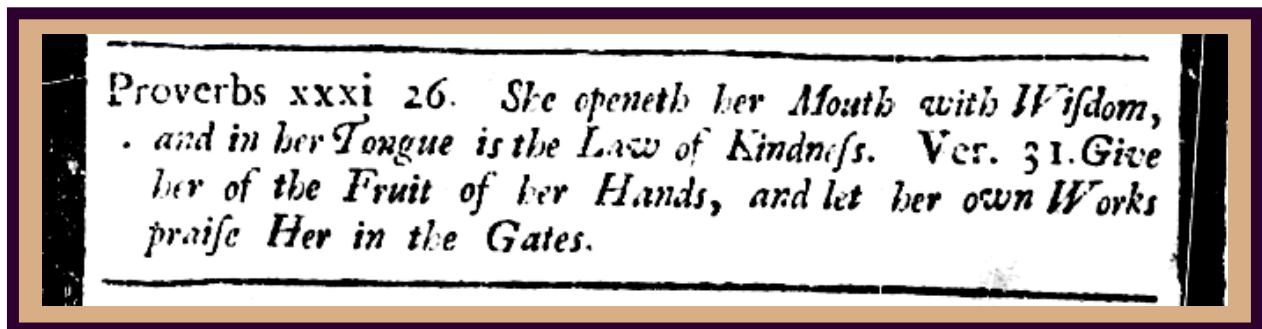 Proverbs xxxi 26. She openeth her Mouth with Wiſdom,
and in her Tongue is the Law of Kindneſs. Ver. 31. Give
her of the Fruit of her Hands, and let her own Works
praiſe Her in the Gates.